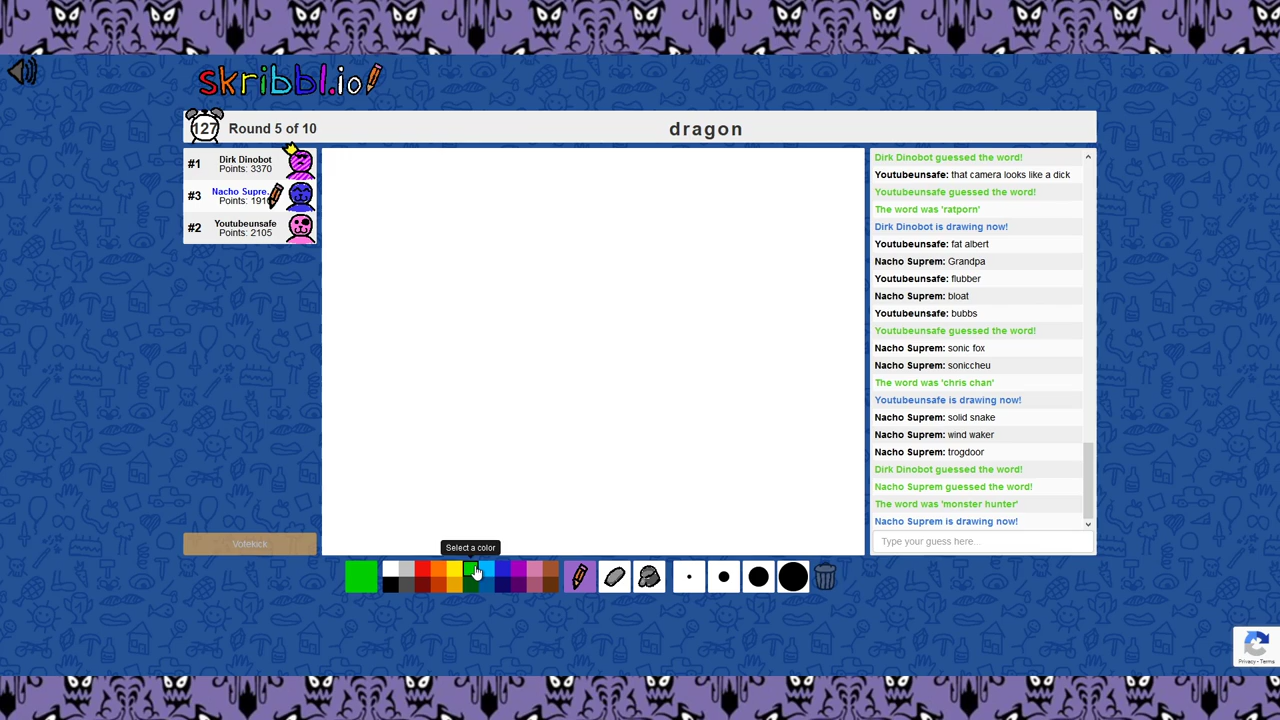 skribbl.io
127
Round 5 of 10
dragon
#1
Dirk Dinobot
Points: 3370
#3
Nacho Supre...
Points: 1910
#2
Youtubeunsafe
Points: 2105
Votekick
Dirk Dinobot guessed the word!
Youtubeunsafe: that camera looks like a dick
Youtubeunsafe guessed the word!
The word was 'ratporn'
Dirk Dinobot is drawing now!
Youtubeunsafe: fat albert
Nacho Suprem: Grandpa
Youtubeunsafe: flubber
Nacho Suprem: bloat
Youtubeunsafe: bubbs
Youtubeunsafe guessed the word!
Nacho Suprem: sonic fox
Nacho Suprem: soniccheu
The word was 'chris chan'
Youtubeunsafe is drawing now!
Nacho Suprem: solid snake
Nacho Suprem: wind waker
Nacho Suprem: trogdoor
Dirk Dinobot guessed the word!
Nacho Suprem guessed the word!
The word was 'monster hunter'
Nacho Suprem is drawing now!
Type your guess here...
Select a color
Privacy - Terms